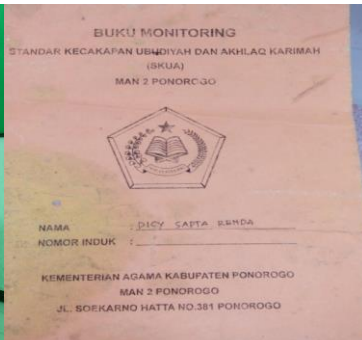 BUKU MONITORING
STANDAR KECAKAPAN UBUDIYAH DAN AKHLAQ KARIMAH
(SKUA)
MAN 2 PONOROGO
NAMA : DICY SAPTA RENDA
NOMOR INDUK :
KEMENTERIAN AGAMA KABUPATEN PONOROGO
MAN 2 PONOROGO
JL. SOEKARNO HATTA NO.381 PONOROGO